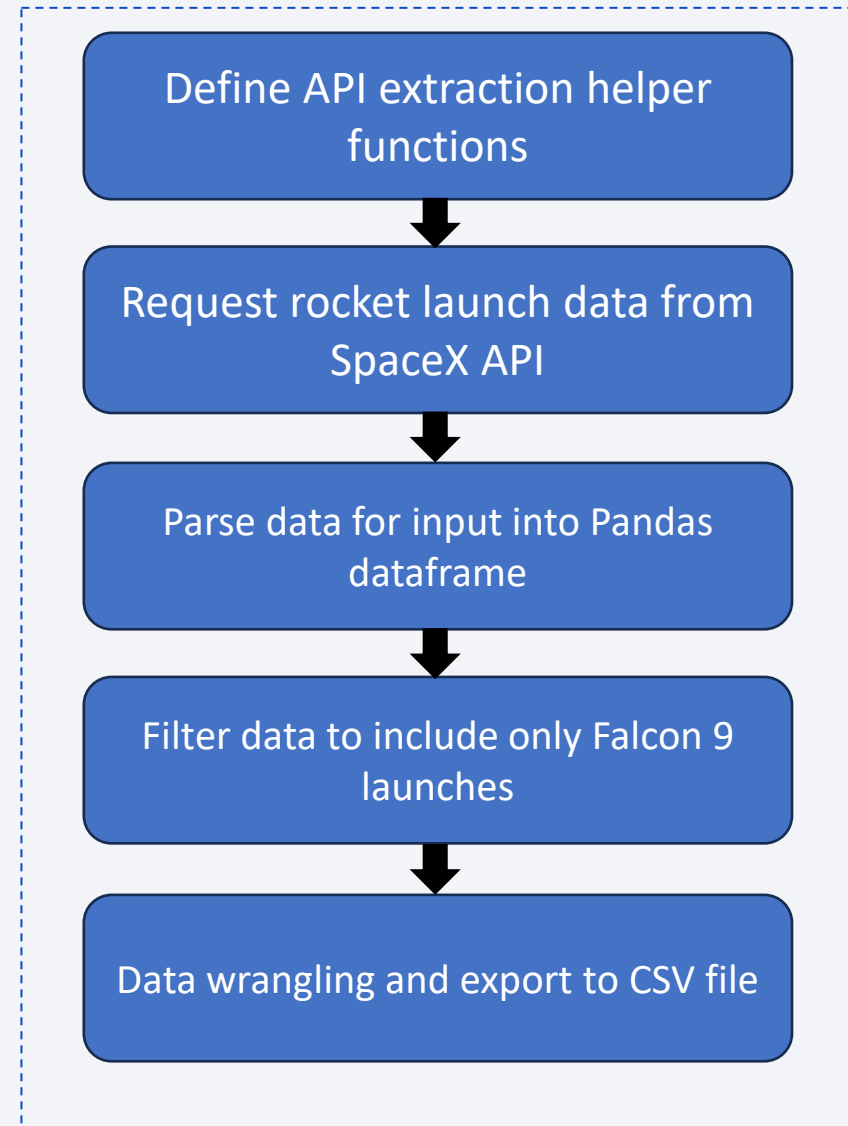 Define API extraction helper
functions
Request rocket launch data from
SpaceX API
Parse data for input into Pandas
dataframe
Filter data to include only Falcon 9
launches
Data wrangling and export to CSV file